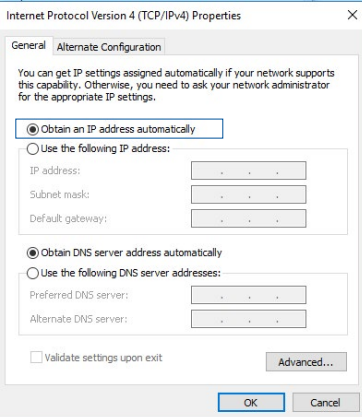 Internet Protocol Version 4 (TCP/IPv4) Properties
General
Alternate Configuration
You can get IP settings assigned automatically if your network supports
this capability. Otherwise, you need to ask your network administrator
for the appropriate IP settings.
Obtain an IP address automatically
Use the following IP address:
IP address:
Subnet mask:
Default gateway:
Obtain DNS server address automatically
Use the following DNS server addresses:
Preferred DNS server:
Alternate DNS server:
Validate settings upon exit
Advanced...
OK
Cancel